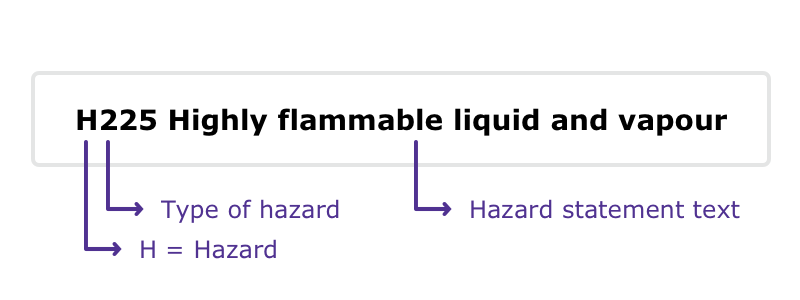 H225 Highly flammable liquid and vapour
Type of hazard
Hazard statement text
H = Hazard